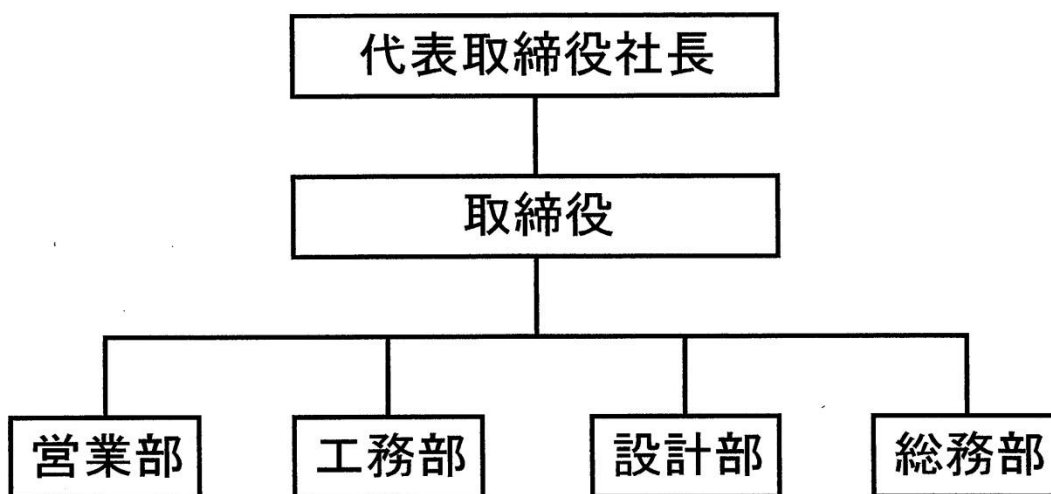 代表取締役社長
取締役
営業部
工務部
設計部
総務部